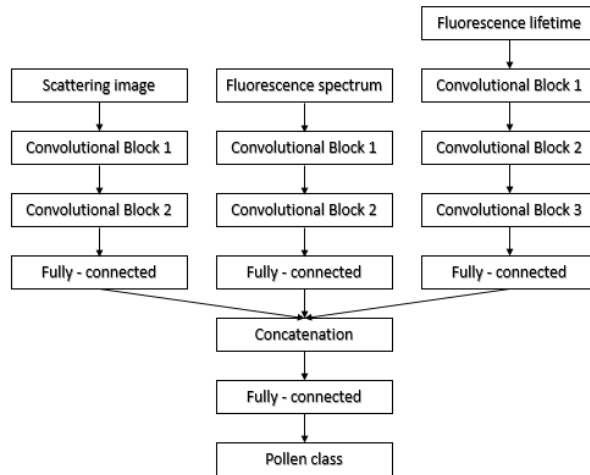 Fluorescence lifetime
Scattering image
Fluorescence spectrum
Convolutional Block 1
Convolutional Block 1
Convolutional Block 1
Convolutional Block 2
Convolutional Block 2
Convolutional Block 2
Convolutional Block 3
Fully - connected
Fully - connected
Fully - connected
Concatenation
Fully - connected
Pollen class